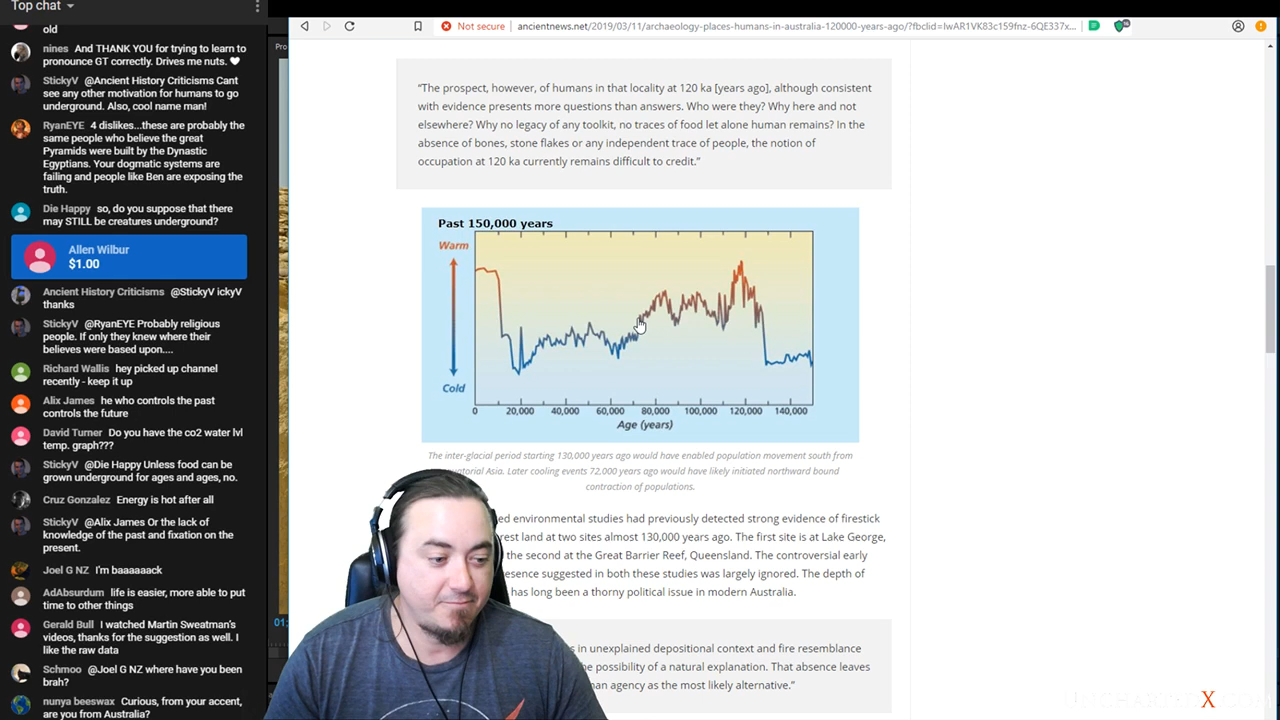 Top chat
old
nines And THANK YOU for trying to learn to
pronounce GT correctly. Drives me nuts.
StickyV @Ancient History Criticisms Cant
see any other motivation for humans to go
underground. Also, cool name man!
RyanEYE 4 dislikes...these are probably the
same people who believe the great
Pyramids were built by the Dynastic
Egyptians. Your dogmatic systems are
failing and people like Ben are exposing the
truth.
Die Happy so, do you suppose that there
may STILL be creatures underground?
Allen Wilbur
$1.00
Ancient History Criticisms @StickyV ickyV
thanks
StickyV @RyanEYE Probably religious
people. If only they knew where their
believes were based upon....
Richard Wallis hey picked up channel
recently - keep it up
Alix James he who controls the past
controls the future
David Turner Do you have the co2 water lvl
temp. graph???
StickyV @Die Happy Unless food can be
grown underground for ages and ages, no.
Cruz Gonzalez Energy is hot after all
StickyV @Alix James Or the lack of
knowledge of the past and fixation on the
present.
Joel G NZ I'm baaaaaack
AdAbsurdum life is easier, more able to put
time to other things
Gerald Bull I watched Martin Sweatman's
videos, thanks for the suggestion as well. I
like the raw data
Schmoo @Joel G NZ where have you been
brah?
nunya beeswax Curious, from your accent,
are you from Australia?
Pro
01:
Not secure ancientnews.net/2019/03/11/archaeology-places-humans-in-australia-120000-years-ago/?fbclid=IwAR1VK83c159fnz-6QE337x...
“The prospect, however, of humans in that locality at 120 ka [years ago], although consistent
with evidence presents more questions than answers. Who were they? Why here and not
elsewhere? Why no legacy of any toolkit, no traces of food let alone human remains? In the
absence of bones, stone flakes or any independent trace of people, the notion of
occupation at 120 ka currently remains difficult to credit.”
Past 150,000 years
Warm
Cold
0 20,000 40,000 60,000 80,000 100,000 120,000 140,000
Age (years)
The inter-glacial period starting 130,000 years ago would have enabled population movement south from
Asia. Later cooling events 72,000 years ago would have likely initiated northward bound
contraction of populations.
ed environmental studies had previously detected strong evidence of firestick
rest land at two sites almost 130,000 years ago. The first site is at Lake George,
the second at the Great Barrier Reef, Queensland. The controversial early
esence suggested in both these studies was largely ignored. The depth of
has long been a thorny political issue in modern Australia.
s in unexplained depositional context and fire resemblance
he possibility of a natural explanation. That absence leaves
man agency as the most likely alternative.”
UNCHARTEDX.COM